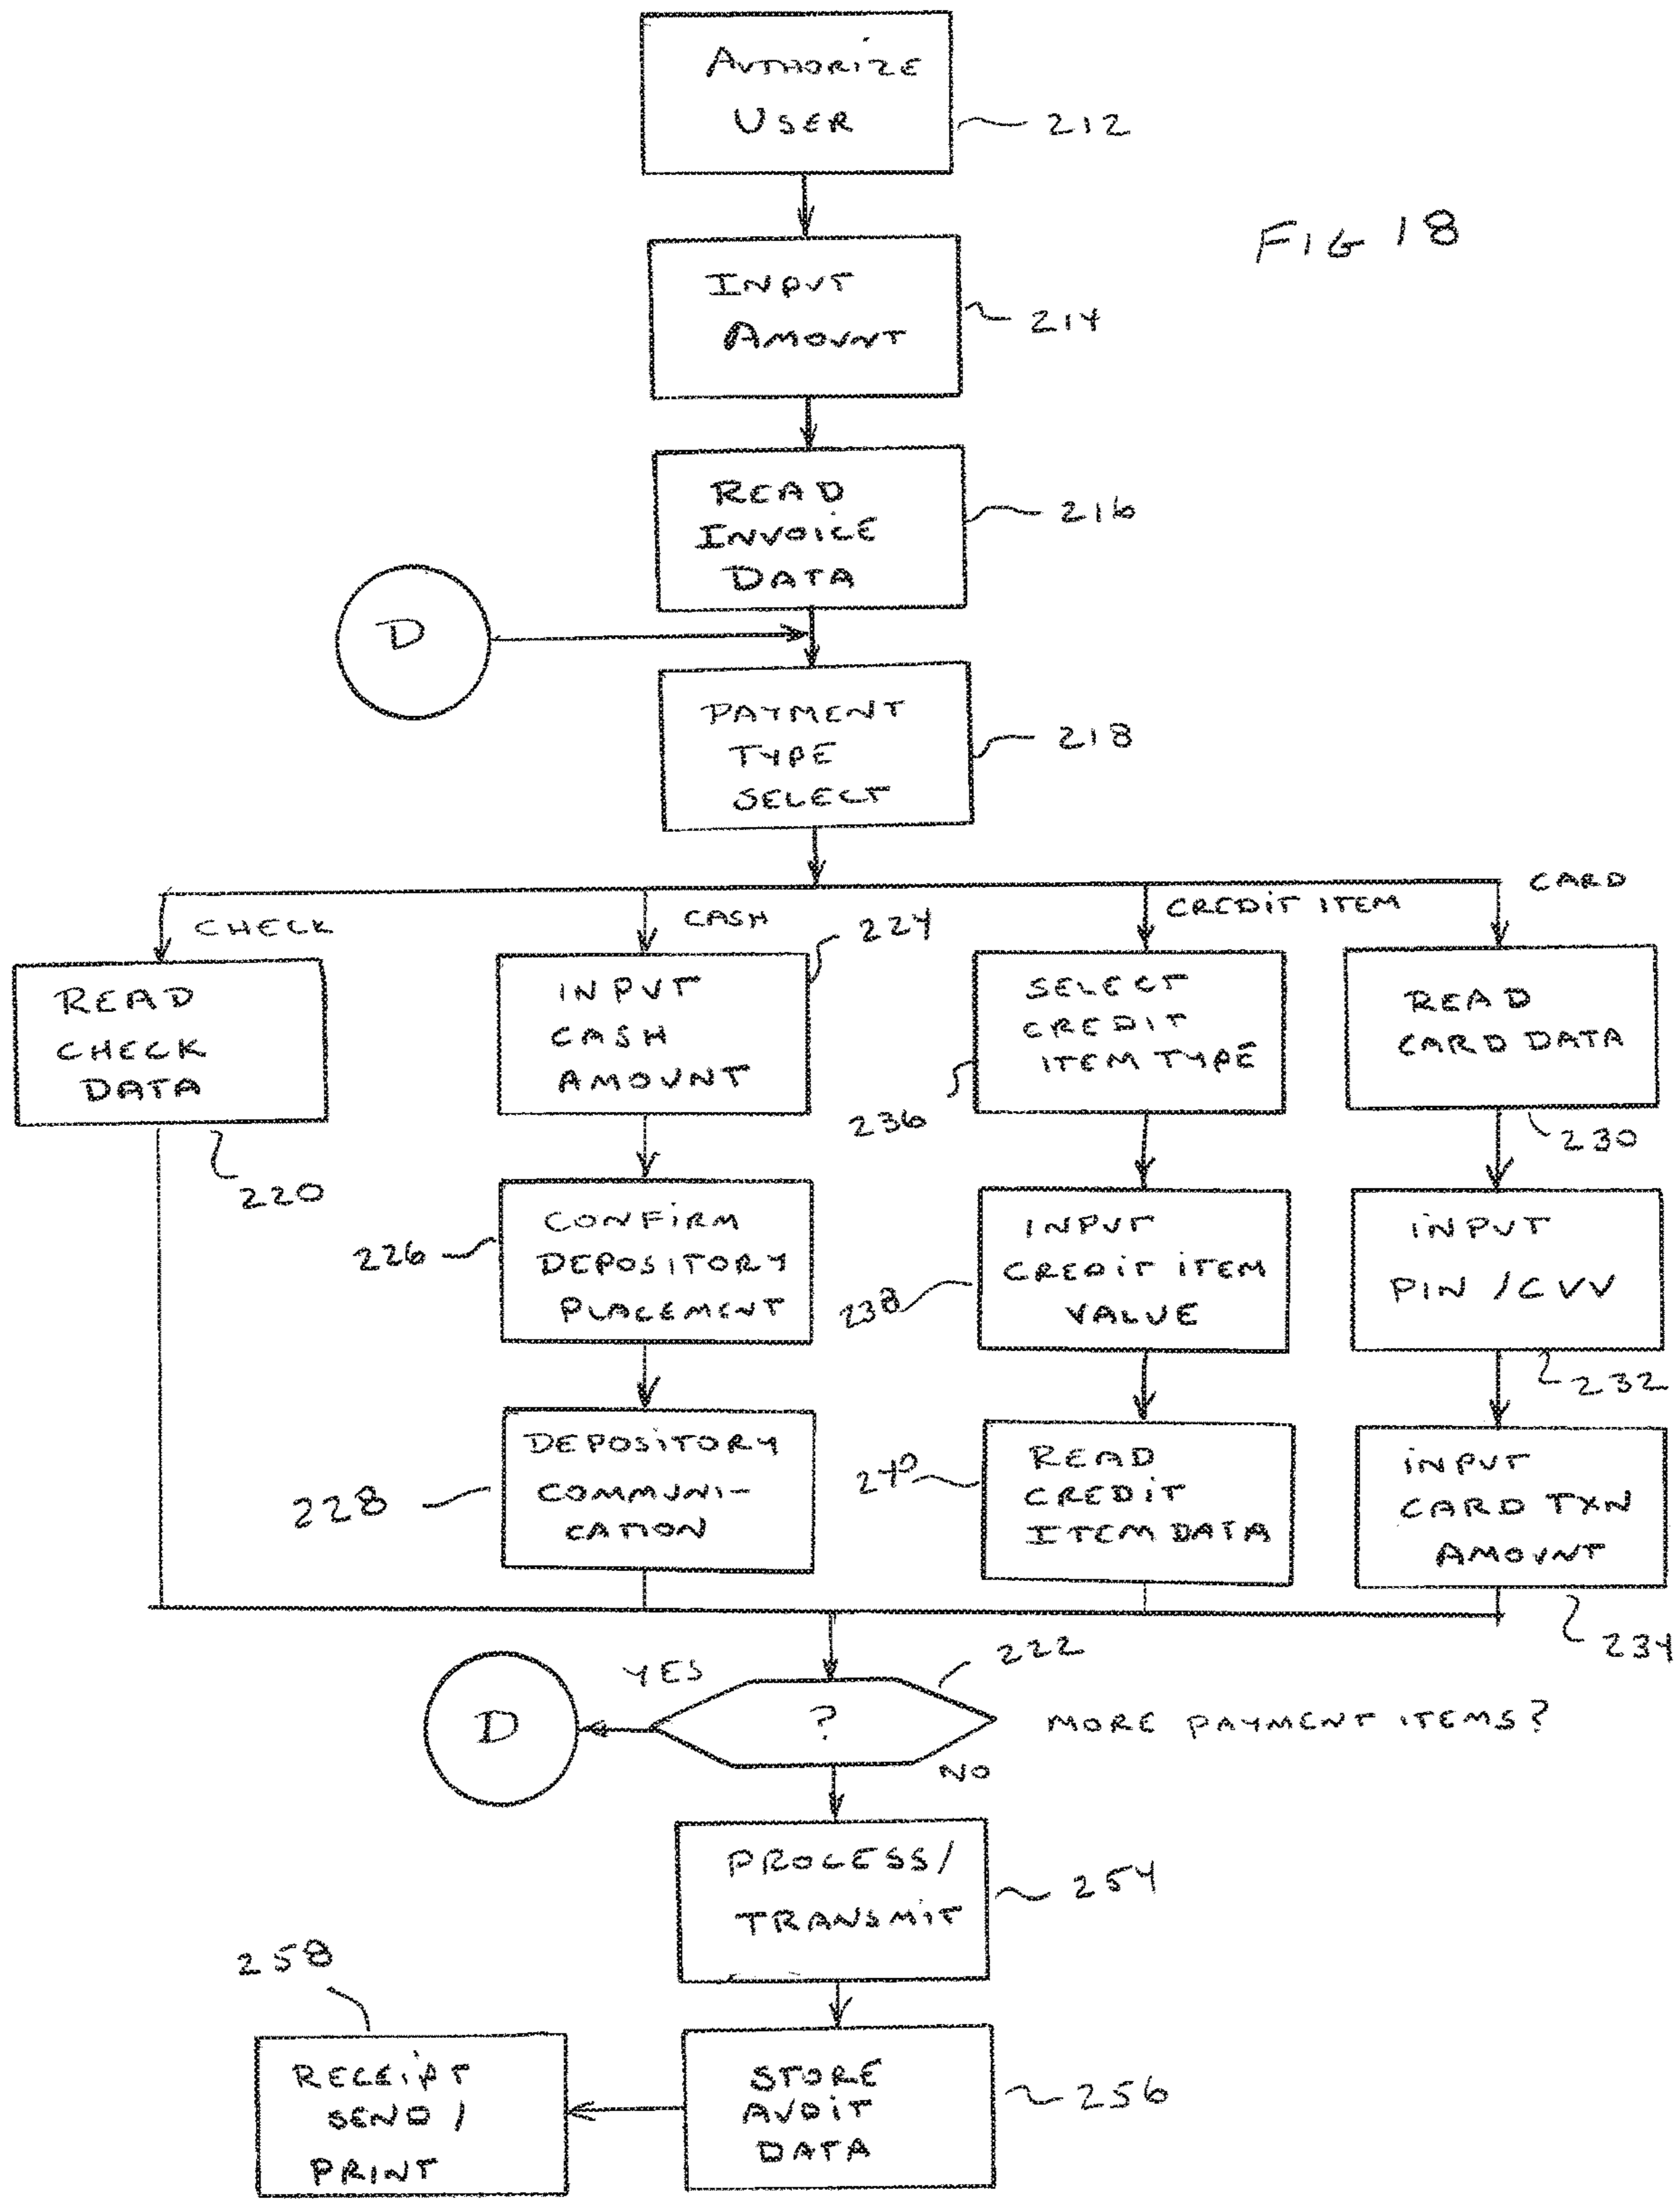 AUTHORIZE
USER
212
FIG 18
INPUT
AMOUNT
214
READ
INVOICE
DATA
216
D
PAYMENT
TYPE
SELECT
218
CHECK
CASH
CREDIT ITEM
CARD
READ
CHECK
DATA
220
INPUT
CASH
AMOUNT
224
SELECT
CREDIT
ITEM TYPE
236
READ
CARD DATA
230
CONFIRM
DEPOSITORY
PLACEMENT
226
INPUT
CREDIT ITEM
VALUE
238
INPUT
PIN / CVV
232
DEPOSITORY
COMMUNI-
CATION
228
READ
CREDIT
ITEM DATA
240
INPUT
CARD TXN
AMOUNT
234
YES
222
D
?
MORE PAYMENT ITEMS?
NO
PROCESS/
TRANSMIT
254
258
RECEIPT
SEND /
PRINT
STORE
AUDIT
DATA
256